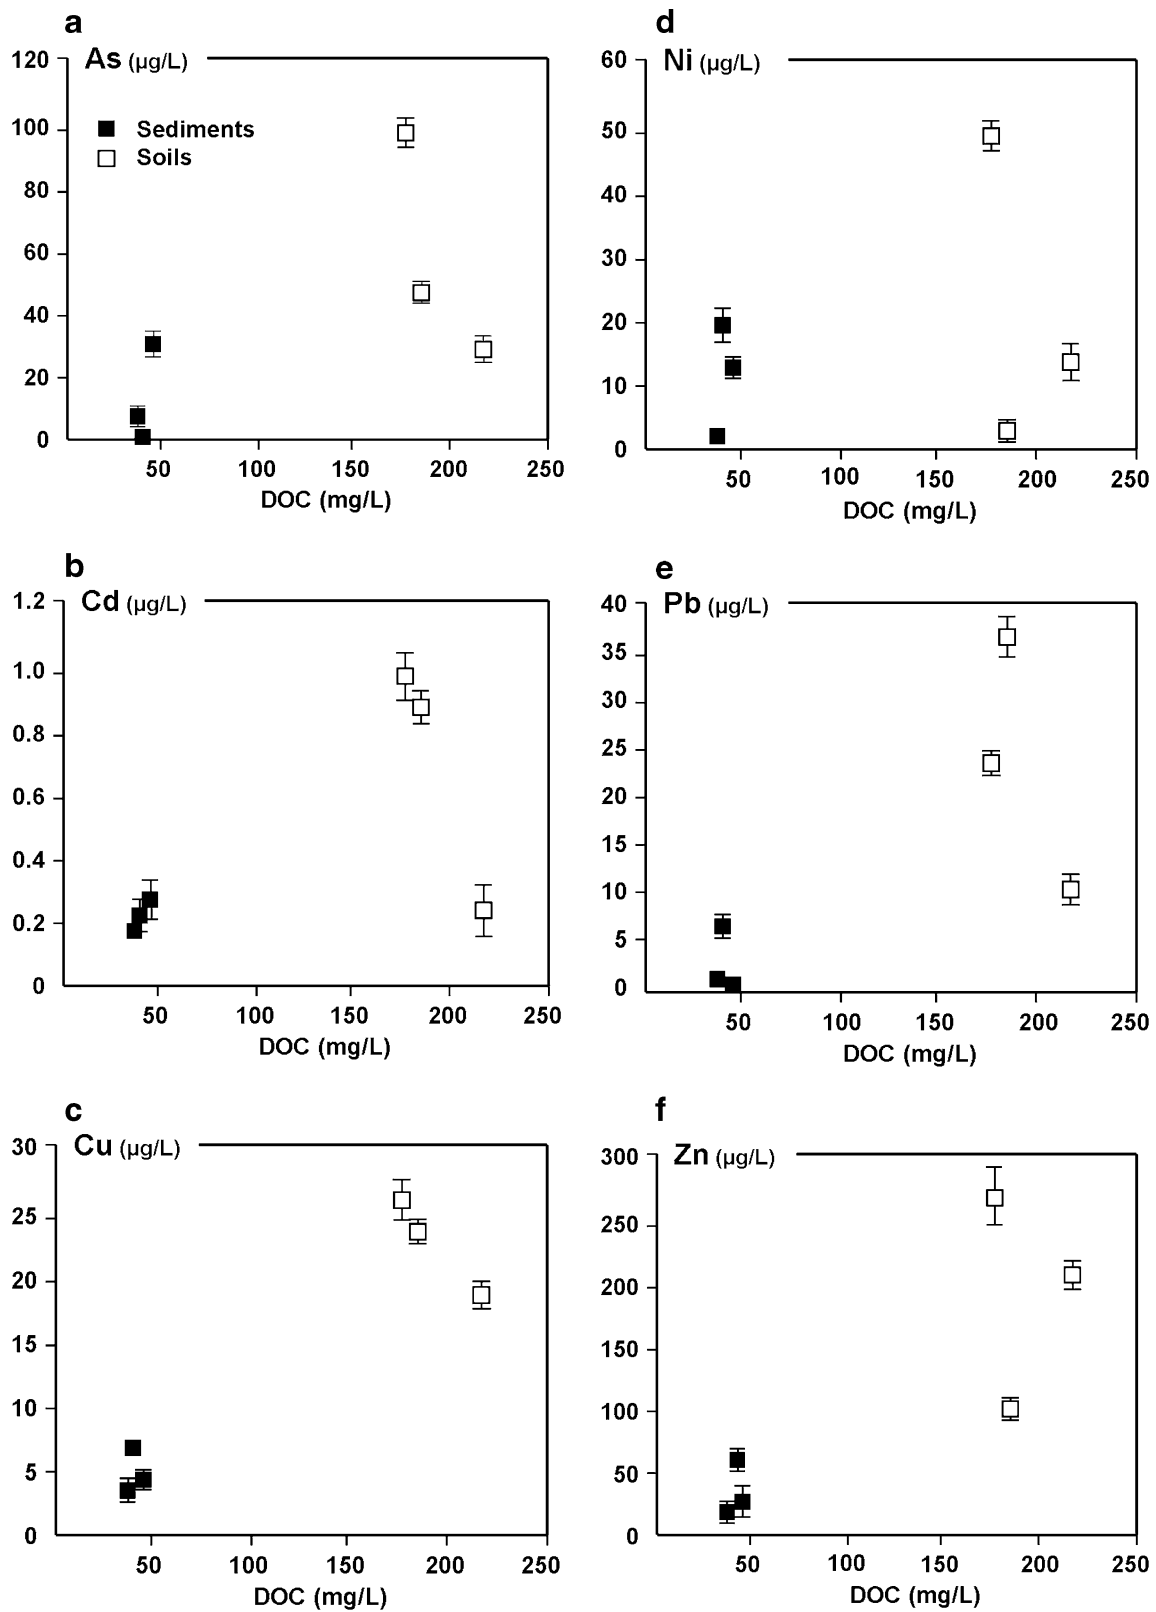 a
As (µg/L)
120
100
80
60
40
20
0
Sediments
Soils
50 100 150 200 250
DOC (mg/L)
b
Cd (µg/L)
1.2
1.0
0.8
0.6
0.4
0.2
0
50 100 150 200 250
DOC (mg/L)
c
Cu (µg/L)
30
25
20
15
10
5
0
50 100 150 200 250
DOC (mg/L)
d
Ni (µg/L)
60
50
40
30
20
10
0
50 100 150 200 250
DOC (mg/L)
e
Pb (µg/L)
40
35
30
25
20
15
10
5
0
50 100 150 200 250
DOC (mg/L)
f
Zn (µg/L)
300
250
200
150
100
50
0
50 100 150 200 250
DOC (mg/L)